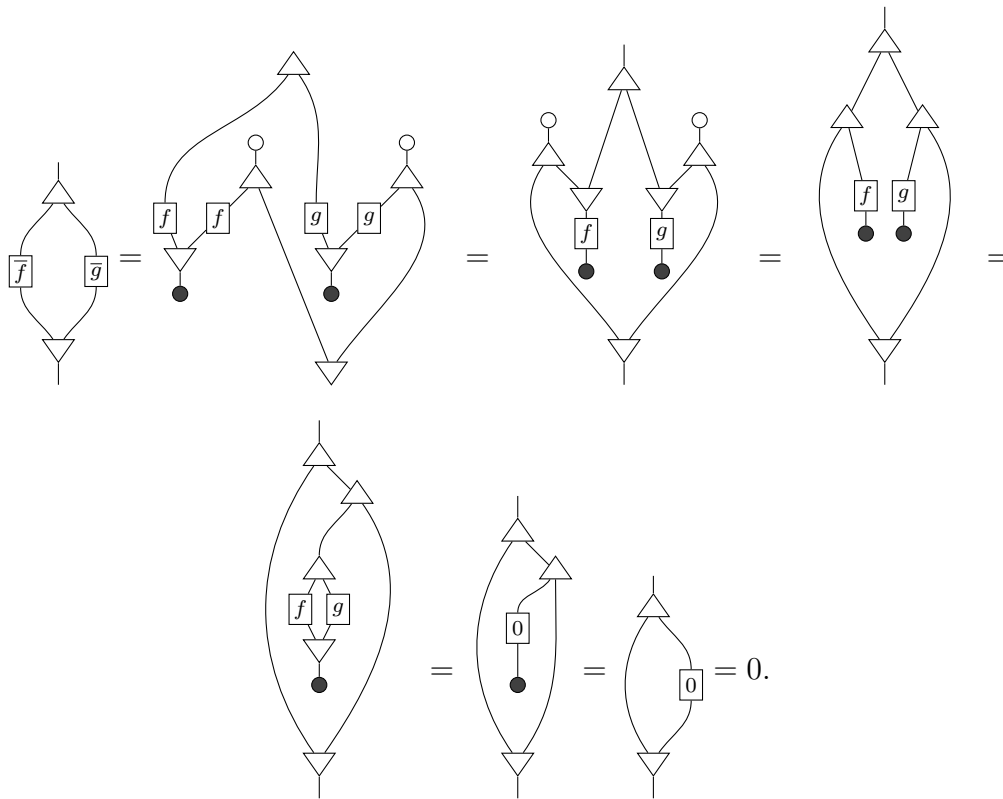 f̅ g̅ = f f g g = f g = f g =
f g = 0 = 0 = 0.